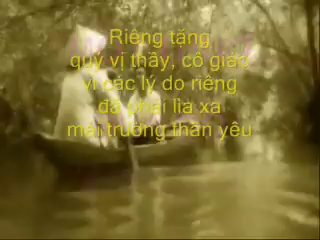 Riêng tặng
quý vị thầy, cô giáo
vì các lý do riêng
đã phải lìa xa
mái trường thân yêu